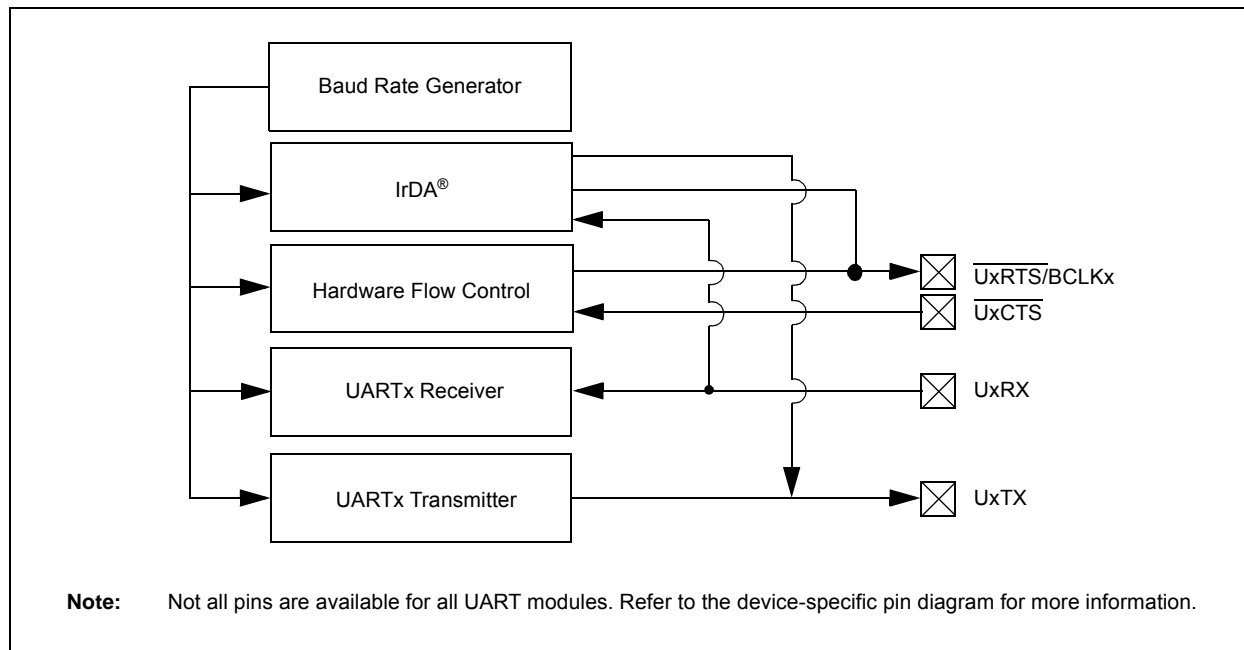 Baud Rate Generator
IrDA®
Hardware Flow Control
UxRTS/BCLKx
UxCTS
UARTx Receiver
UxRX
UARTx Transmitter
UxTX
Note: Not all pins are available for all UART modules. Refer to the device-specific pin diagram for more information.